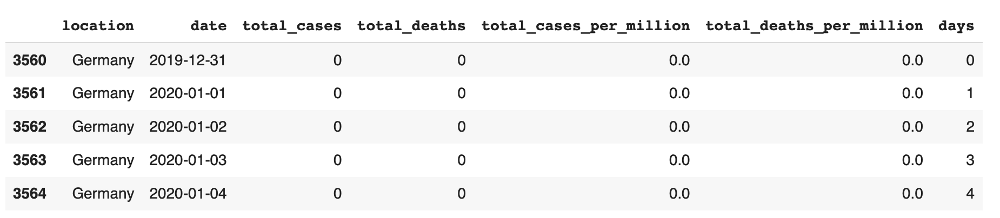 location date total_cases total_deaths total_cases_per_million total_deaths_per_million days
3560 Germany 2019-12-31 0 0 0.0 0.0 0
3561 Germany 2020-01-01 0 0 0.0 0.0 1
3562 Germany 2020-01-02 0 0 0.0 0.0 2
3563 Germany 2020-01-03 0 0 0.0 0.0 3
3564 Germany 2020-01-04 0 0 0.0 0.0 4